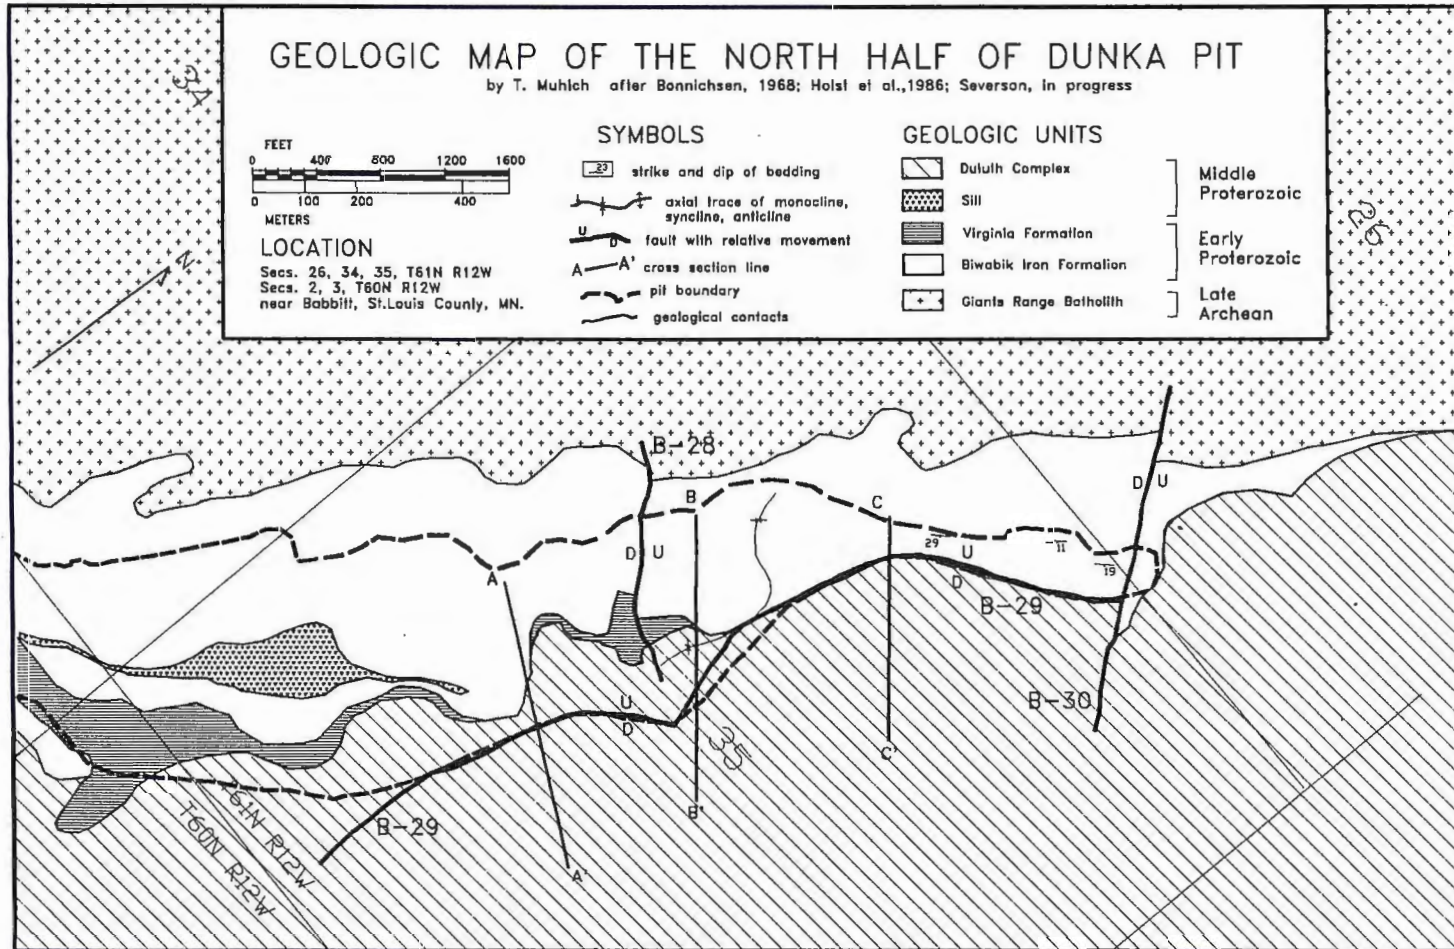 GEOLOGIC MAP OF THE NORTH HALF OF DUNKA PIT
by T. Muhich after Bonnichsen, 1968; Holst et al.,1986; Severson, in progress
FEET
0 400 800 1200 1600
0 100 200 400
METERS
LOCATION
Secs. 26, 34, 35, T61N R12W
Secs. 2, 3, T60N R12W
near Babbitt, St.Louis County, MN.
SYMBOLS
23 strike and dip of bedding
axial trace of monocline,
syncline, anticline
U D fault with relative movement
A A' cross section line
pit boundary
geological contacts
GEOLOGIC UNITS
Duluth Complex
Sill
Virginia Formation
Biwabik Iron Formation
Giants Range Batholith
Middle
Proterozoic
Early
Proterozoic
Late
Archean
34
26
N
B-28
B
C
D U
D U
A
29
U
D
11
19
B-29
B-30
U
D
35
C'
B'
B-29
A'
T61N R12W
T60N R12W